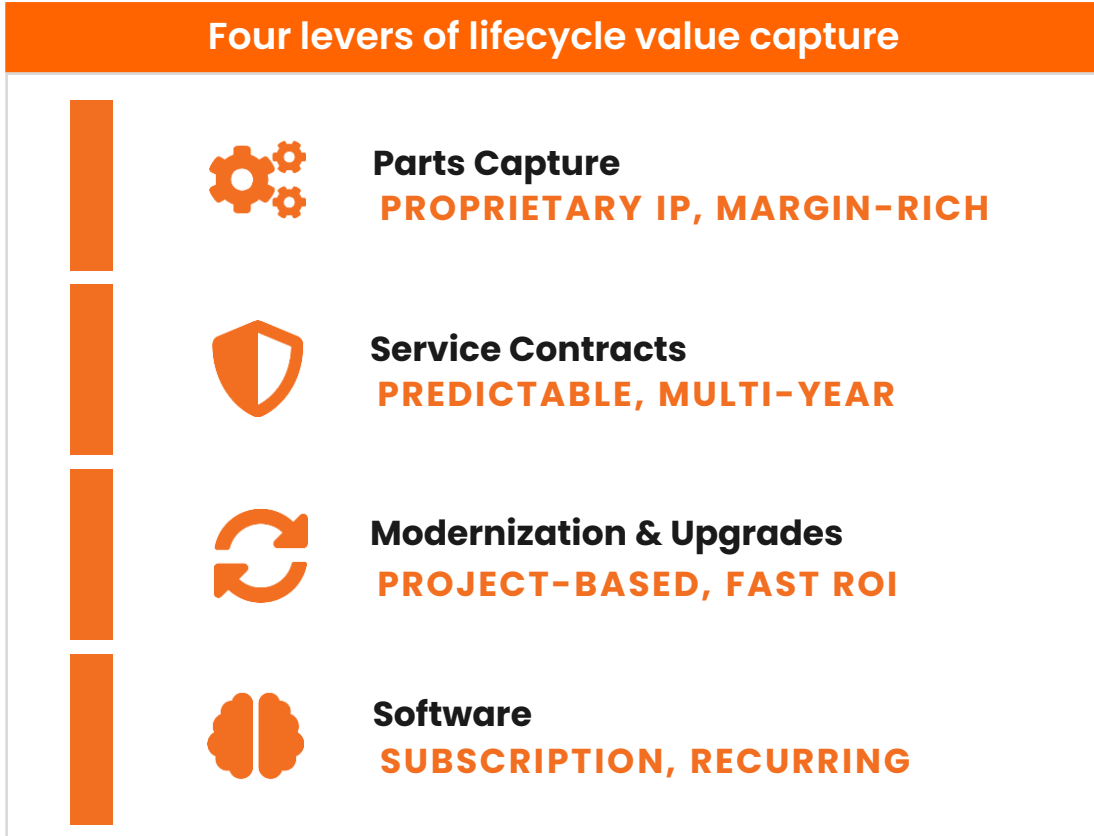 Four levers of lifecycle value capture
Parts Capture
PROPRIETARY IP, MARGIN-RICH
Service Contracts
PREDICTABLE, MULTI-YEAR
Modernization & Upgrades
PROJECT-BASED, FAST ROI
Software
SUBSCRIPTION, RECURRING